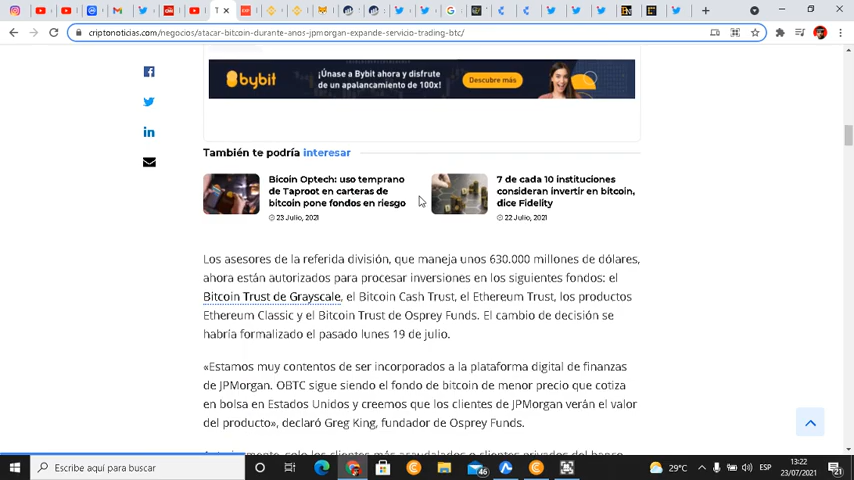 criptonoticias.com/negocios/atacar-bitcoin-durante-anos-jpmorgan-expande-servicio-trading-btc/
bybit
¡Únase a Bybit ahora y disfrute
de un apalancamiento de 100x!
Descubre más
También te podría interesar
Bicoin Optech: uso temprano
de Taproot en carteras de
bitcoin pone fondos en riesgo
23 Julio, 2021
7 de cada 10 instituciones
consideran invertir en bitcoin,
dice Fidelity
22 Julio, 2021
Los asesores de la referida división, que maneja unos 630.000 millones de dólares,
ahora están autorizados para procesar inversiones en los siguientes fondos: el
Bitcoin Trust de Grayscale, el Bitcoin Cash Trust, el Ethereum Trust, los productos
Ethereum Classic y el Bitcoin Trust de Osprey Funds. El cambio de decisión se
habría formalizado el pasado lunes 19 de julio.
«Estamos muy contentos de ser incorporados a la plataforma digital de finanzas
de JPMorgan. OBTC sigue siendo el fondo de bitcoin de menor precio que cotiza
en bolsa en Estados Unidos y creemos que los clientes de JPMorgan verán el valor
del producto», declaró Greg King, fundador de Osprey Funds.
Escribe aquí para buscar
46
29°C
ESP
13:22
23/07/2021
21